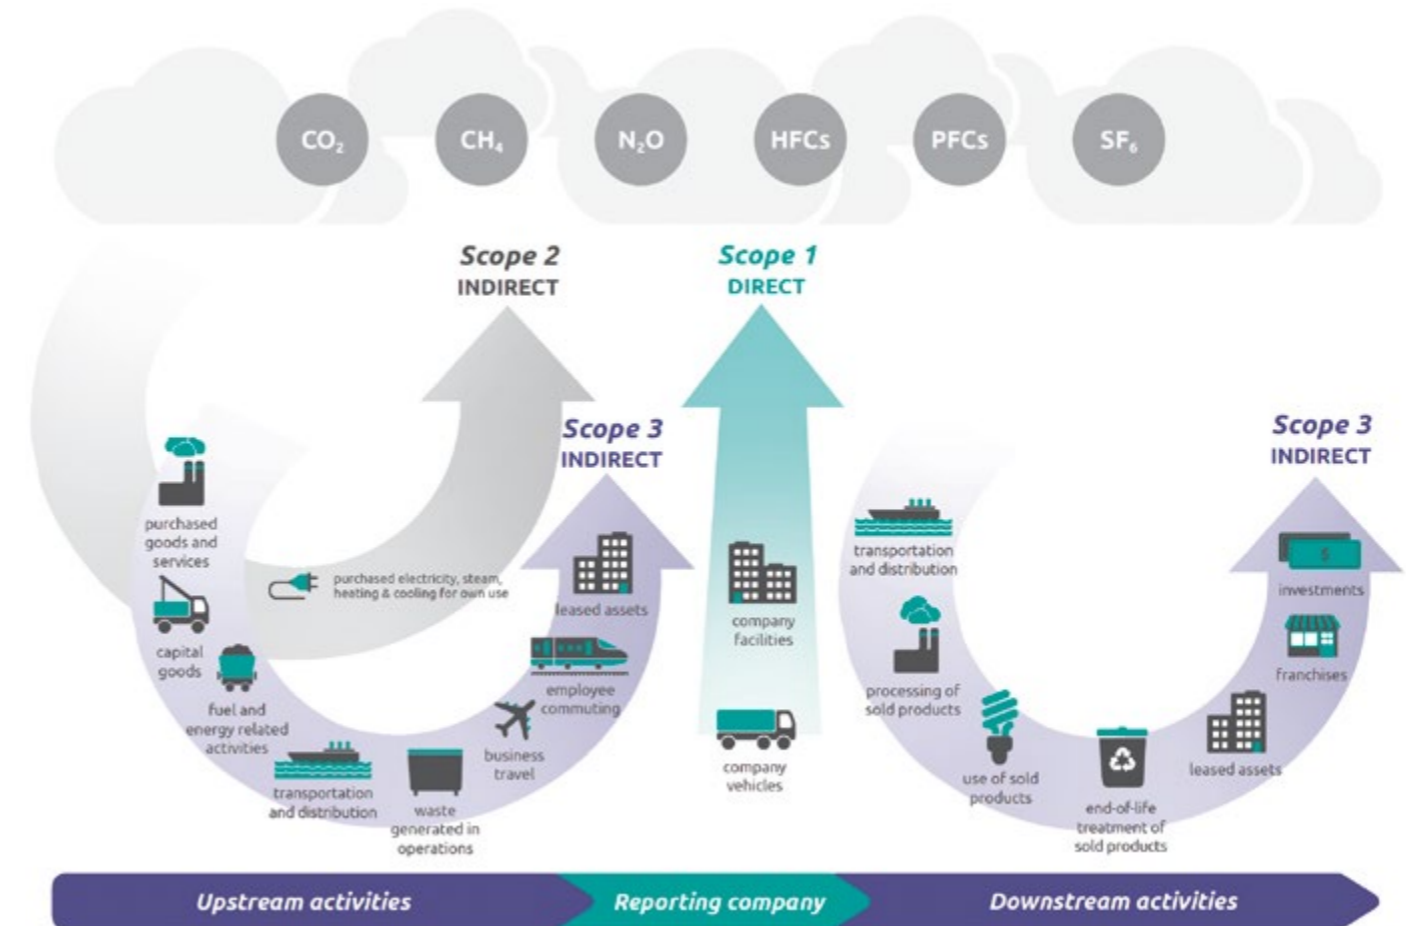 CO₂ CH₄ N₂O HFCs PFCs SF₆
Scope 2
INDIRECT
Scope 1
DIRECT
Scope 3
INDIRECT
Scope 3
INDIRECT
purchased
goods and
services
capital
goods
fuel and
energy related
activities
transportation
and distribution
waste
generated in
operations
business
travel
employee
commuting
leased assets
purchased electricity, steam,
heating & cooling for own use
company
facilities
company
vehicles
transportation
and distribution
processing of
sold products
use of sold
products
end-of-life
treatment of
sold products
leased assets
franchises
$
investments
Upstream activities
Reporting company
Downstream activities